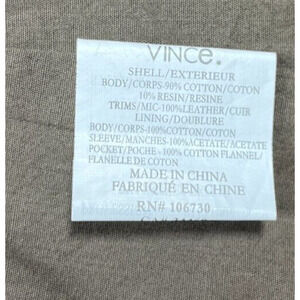 VINCE.
SHELL/EXTERIEUR
BODY/CORPS-90% COTTON/COTON
10% RESIN/RESINE
TRIMS/MIC-100% LEATHER/CUIR
LINING/DOUBLURE
BODY/CORPS-100% COTTON/COTON
SLEEVE/MANCHES-100% ACETATE/ACETATE
POCKET/POCHE-100% COTTON FLANNEL/
FLANELLE DE COTON
MADE IN CHINA
FABRIQUÉ EN CHINE
RN# 106730